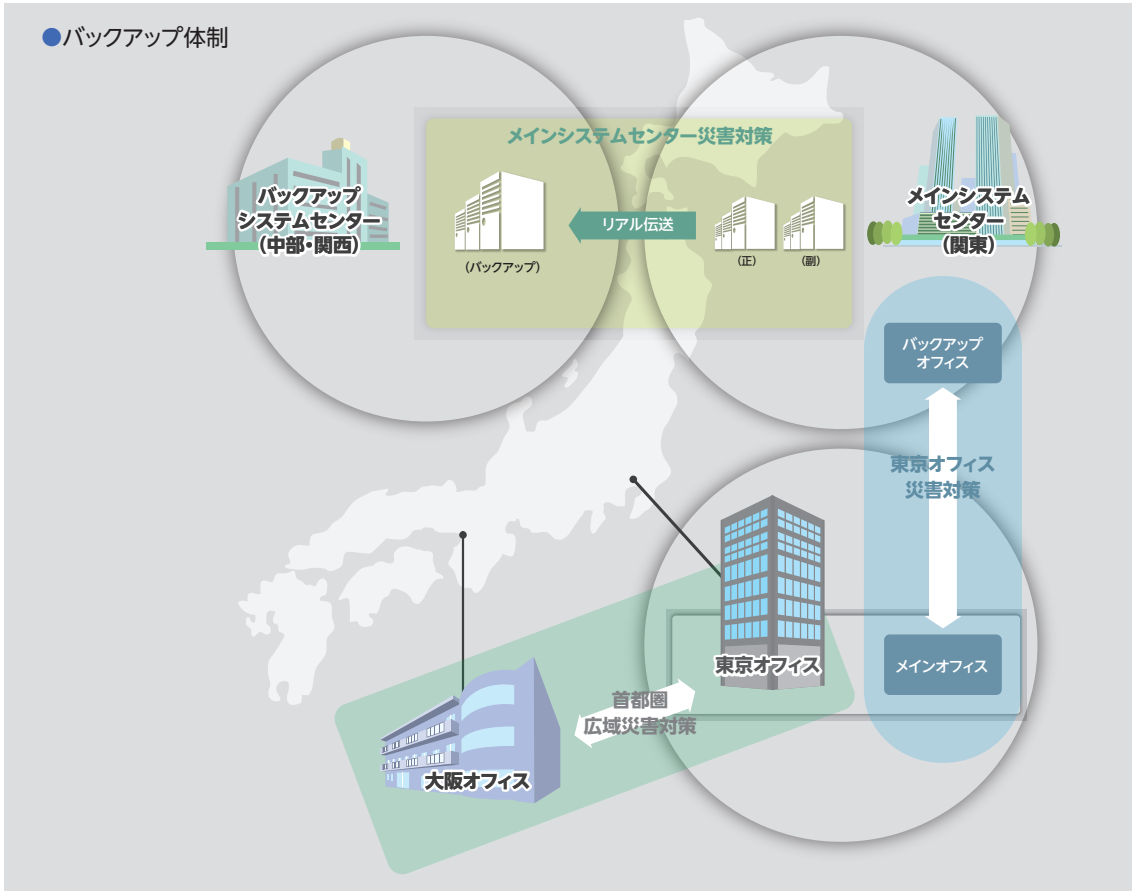 ●バックアップ体制
メインシステムセンター災害対策
バックアップ
システムセンター
(中部・関西)
リアル伝送
(バックアップ)
(正)
(副)
メインシステム
センター
(関東)
バックアップ
オフィス
東京オフィス
災害対策
東京オフィス
メインオフィス
首都圏
広域災害対策
大阪オフィス